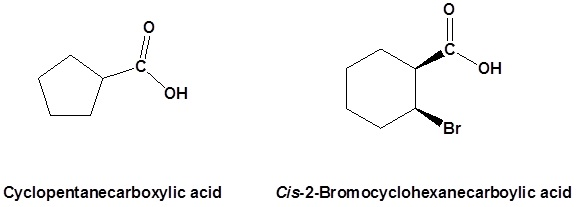 O
C
OH
O
C
OH
Br
Cyclopentanecarboxylic acid
Cis-2-Bromocyclohexanecarboylic acid